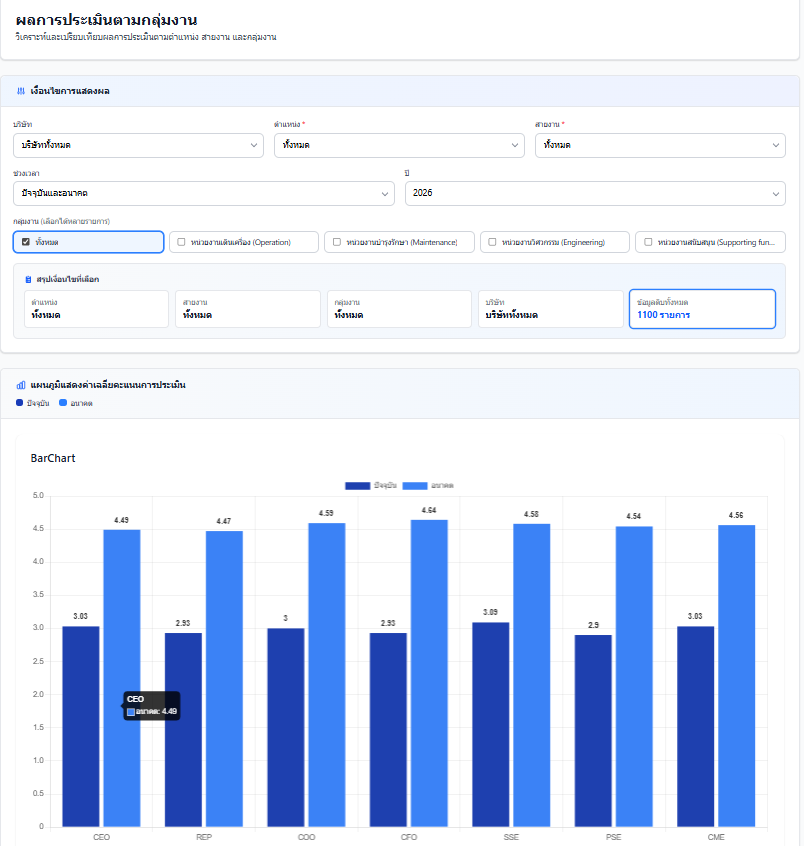 ผลการประเมินตามกลุ่มงาน
วิเคราะห์และเปรียบเทียบผลการประเมินตามตำแหน่ง สายงาน และกลุ่มงาน
เงื่อนไขการแสดงผล
บริษัท ตำแหน่ง * สายงาน *
บริษัททั้งหมด ทั้งหมด ทั้งหมด
ช่วงเวลา ปี
ปัจจุบันและอนาคต 2026
กลุ่มงาน (เลือกได้หลายรายการ)
ทั้งหมด หน่วยงานเดินเครื่อง (Operation) หน่วยงานบำรุงรักษา (Maintenance) หน่วยงานวิศวกรรม (Engineering) หน่วยงานสนับสนุน (Supporting fun...
สรุปเงื่อนไขที่เลือก
ตำแหน่ง สายงาน กลุ่มงาน บริษัท ข้อมูลดิบทั้งหมด
ทั้งหมด ทั้งหมด ทั้งหมด บริษัททั้งหมด 1100 รายการ
แผนภูมิแสดงค่าเฉลี่ยคะแนนการประเมิน
ปัจจุบัน อนาคต
BarChart
ปัจจุบัน อนาคต
5.0
4.49 4.47 4.59 4.64 4.58 4.54 4.56
4.5
4.0
3.5
3.03 2.93 3 2.93 3.09 2.9 3.03
3.0
2.5
2.0
CEO
อนาคต: 4.49
1.5
1.0
0.5
0
CEO REP COO CFO SSE PSE CME